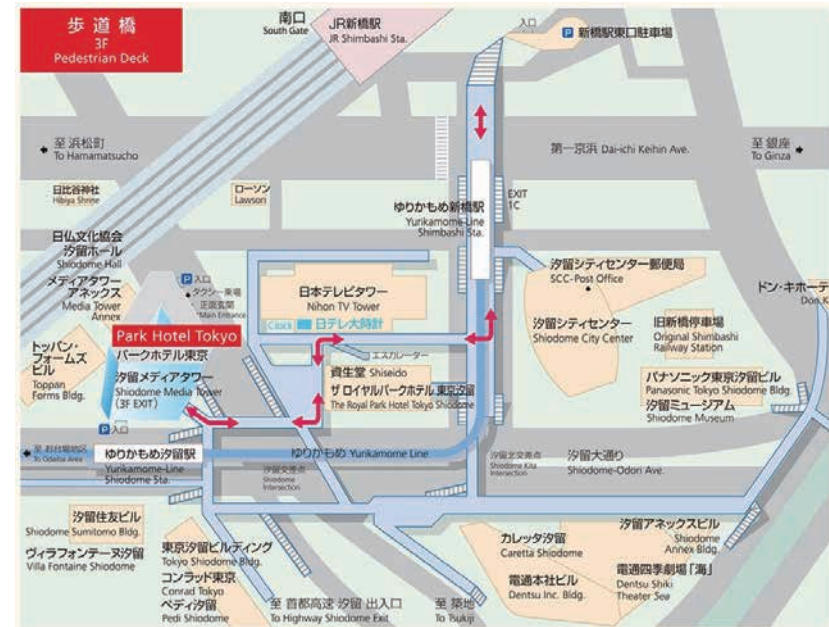 歩道橋
3F
Pedestrian Deck
南口
South Gate
JR新橋駅
JR Shimbashi Sta.
入口
P 新橋駅東口駐車場
至 浜松町
To Hamamatsucho
第一京浜 Dai-ichi Keihin Ave.
至 銀座
To Ginza
日比谷神社
Hibiya Shrine
ローソン
Lawson
EXIT
1C
ゆりかもめ新橋駅
Yurikamome-Line
Shimbashi Sta.
日仏文化協会
汐留ホール
Shiodome Hall
メディアタワー
アネックス
Media Tower
Annex
P 入口
タクシー乗場
正面玄関
*Main Entrance
日本テレビタワー
Nihon TV Tower
Clock 日テレ大時計
汐留シティセンター郵便局
SCC-Post Office
汐留シティセンター
Shiodome City Center
旧新橋停車場
Original Shimbashi
Railway Station
ドン・キホーテ
Don
Park Hotel Tokyo
パークホテル東京
トッパン・
フォームズ
ビル
Toppan
Forms Bldg.
汐留メディアタワー
Shiodome Media Tower
(3F EXIT)
エスカレーター
資生堂 Shiseido
ザ ロイヤルパークホテル 東京汐留
The Royal Park Hotel Tokyo Shiodome
パナソニック東京汐留ビル
Panasonic Tokyo Shiodome Bldg.
汐留ミュージアム
Shiodome Museum
P 入口
至 お台場地区
To Odaiba Area
ゆりかもめ汐留駅
Yurikamome-Line
Shiodome Sta.
ゆりかもめ Yurikamome Line
汐留交差点
Shiodome
Intersection
汐留北交差点
Shiodome Kita
Intersection
汐留大通り
Shiodome-Odori Ave.
汐留住友ビル
Shiodome Sumitomo Bldg.
ヴィラフォンテーヌ汐留
Villa Fontaine Shiodome
東京汐留ビルディング
Tokyo Shiodome Bldg.
コンラッド東京
Conrad Tokyo
ペディ汐留
Pedi Shiodome
至 首都高速 汐留 出入口
To Highway Shiodome Exit
至 築地
To Tsukiji
カレッタ汐留
Caretta Shiodome
電通本社ビル
Dentsu Inc. Bldg.
汐留アネックスビル
Shiodome
Annex Bldg.
電通四季劇場「海」
Dentsu Shiki
Theater Sea